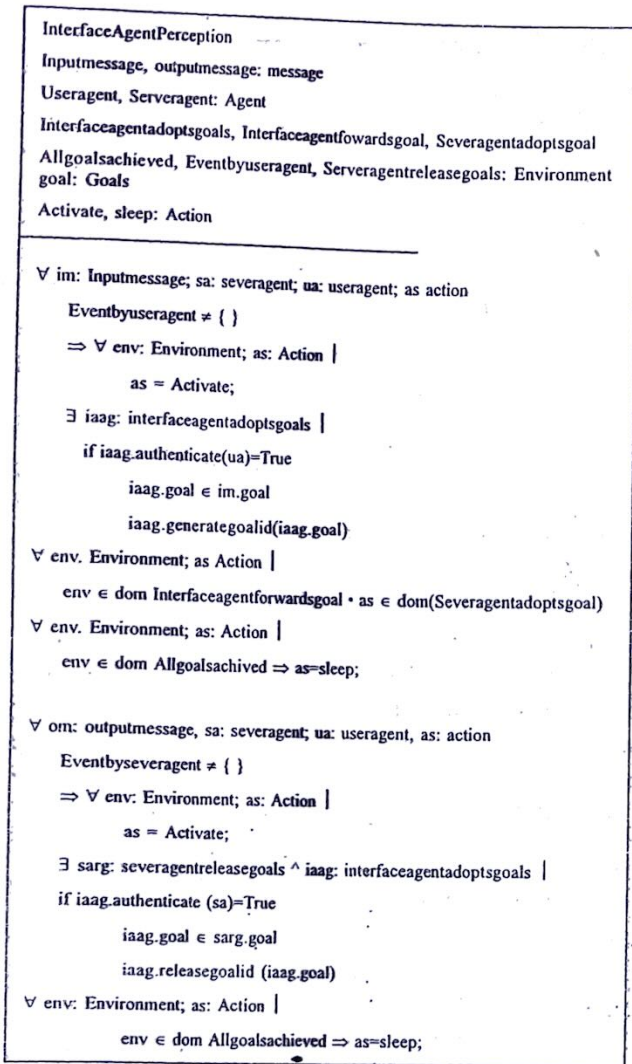 InterfaceAgentPerception
Inputmessage, outputmessage: message
Useragent, Serveragent: Agent
Interfaceagentadoptsgoals, Interfaceagentfowardsgoal, Severagentadoptsgoal
Allgoalsachieved, Eventbyuseragent, Serveragentreleasegoals: Environment
goal: Goals
Activate, sleep: Action
∀ im: Inputmessage; sa: severagent; ua: useragent; as action
Eventbyuseragent ≠ { }
⇒ ∀ env: Environment; as: Action |
as = Activate;
∃ iaag: interfaceagentadoptsgoals |
if iaag.authenticate(ua)=True
iaag.goal ∈ im.goal
iaag.generategoalid(iaag.goal)
∀ env. Environment; as Action |
env ∈ dom Interfaceagentforwardsgoal • as ∈ dom(Severagentadoptsgoal)
∀ env. Environment; as: Action |
env ∈ dom Allgoalsachived ⇒ as=sleep;
∀ om: outputmessage, sa: severagent; ua: useragent, as: action
Eventbyseveragent ≠ { }
⇒ ∀ env: Environment; as: Action |
as = Activate;
∃ sarg: severagentreleasegoals ^ iaag: interfaceagentadoptsgoals |
if iaag.authenticate (sa)=True
iaag.goal ∈ sarg.goal
iaag.releasegoalid (iaag.goal)
∀ env: Environment; as: Action |
env ∈ dom Allgoalsachieved ⇒ as=sleep;